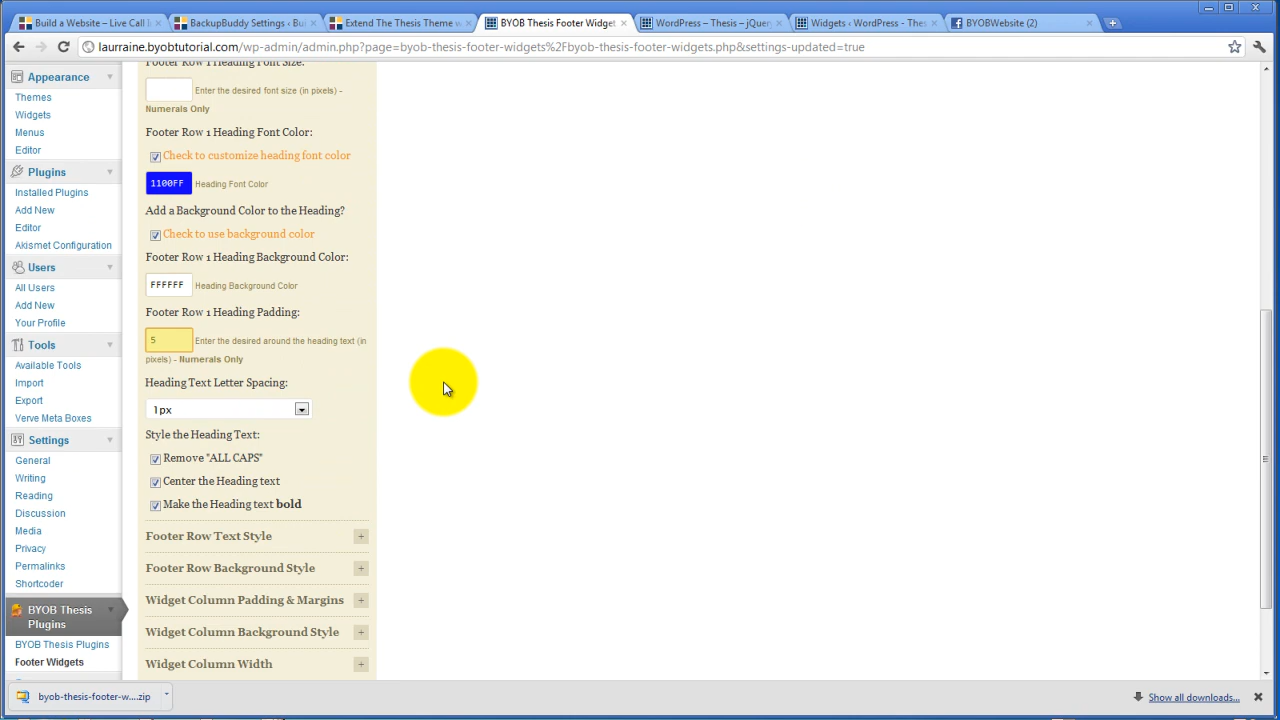 Build a Website – Live Call I
BackupBuddy Settings ‹ Bui
Extend The Thesis Theme w
BYOB Thesis Footer Widget
WordPress – Thesis – jQuery
Widgets ‹ WordPress - Thes
BYOBWebsite (2)
laurraine.byobtutorial.com/wp-admin/admin.php?page=byob-thesis-footer-widgets%2Fbyob-thesis-footer-widgets.php&settings-updated=true
Appearance
Themes
Widgets
Menus
Editor
Plugins
Installed Plugins
Add New
Editor
Akismet Configuration
Users
All Users
Add New
Your Profile
Tools
Available Tools
Import
Export
Verve Meta Boxes
Settings
General
Writing
Reading
Discussion
Media
Privacy
Permalinks
Shortcoder
BYOB Thesis
Plugins
BYOB Thesis Plugins
Footer Widgets
Footer Row 1 Heading Font Size:
Enter the desired font size (in pixels) –
Numerals Only
Footer Row 1 Heading Font Color:
Check to customize heading font color
1100FF Heading Font Color
Add a Background Color to the Heading?
Check to use background color
Footer Row 1 Heading Background Color:
FFFFFF Heading Background Color
Footer Row 1 Heading Padding:
5 Enter the desired around the heading text (in
pixels) – Numerals Only
Heading Text Letter Spacing:
1px
Style the Heading Text:
Remove "ALL CAPS"
Center the Heading text
Make the Heading text bold
Footer Row Text Style +
Footer Row Background Style +
Widget Column Padding & Margins +
Widget Column Background Style +
Widget Column Width +
byob-thesis-footer-w....zip
Show all downloads...